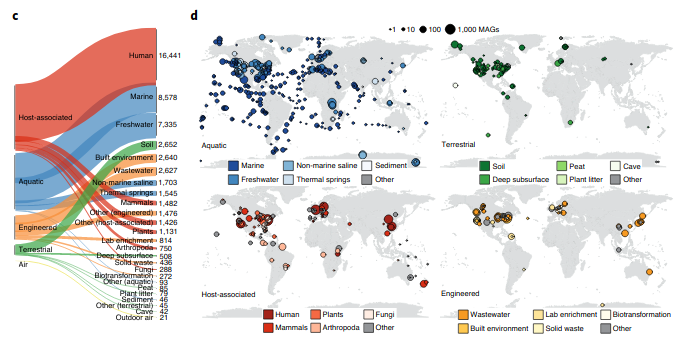 c
Host-associated
Aquatic
Engineered
Terrestrial
Air
Human 16,441
Marine 8,578
Freshwater 7,335
Soil 2,652
Built environment 2,640
Wastewater 2,627
Non-marine saline 1,703
Thermal springs 1,545
Mammals 1,482
Other (engineered) 1,476
Other (host-associated) 1,426
Plants 1,131
Lab enrichment 814
Arthropoda 750
Deep subsurface 508
Solid waste 436
Fungi 288
Biotransformation 272
Other (aquatic) 93
Peat 85
Plant litter 79
Sediment 46
Other (terrestrial) 45
Cave 42
Outdoor air 21
d
1 10 100 1,000 MAGs
Aquatic
Marine Non-marine saline Sediment
Freshwater Thermal springs Other
Terrestrial
Soil Peat Cave
Deep subsurface Plant litter Other
Host-associated
Human Plants Fungi
Mammals Arthropoda Other
Engineered
Wastewater Lab enrichment Biotransformation
Built environment Solid waste Other